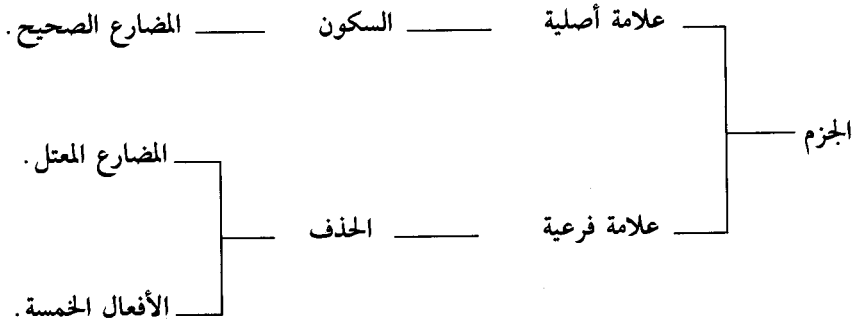 علامة أصلية السكون المضارع الصحيح.
الجزم
المضارع المعتل.
علامة فرعية الحذف
الأفعال الخمسة.